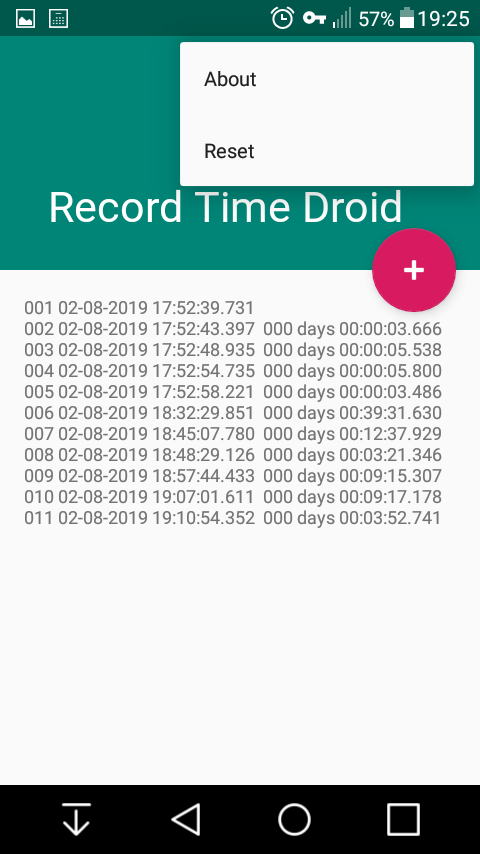 57% 19:25
About
Reset
Record Time Droid
+
001 02-08-2019 17:52:39.731
002 02-08-2019 17:52:43.397 000 days 00:00:03.666
003 02-08-2019 17:52:48.935 000 days 00:00:05.538
004 02-08-2019 17:52:54.735 000 days 00:00:05.800
005 02-08-2019 17:52:58.221 000 days 00:00:03.486
006 02-08-2019 18:32:29.851 000 days 00:39:31.630
007 02-08-2019 18:45:07.780 000 days 00:12:37.929
008 02-08-2019 18:48:29.126 000 days 00:03:21.346
009 02-08-2019 18:57:44.433 000 days 00:09:15.307
010 02-08-2019 19:07:01.611 000 days 00:09:17.178
011 02-08-2019 19:10:54.352 000 days 00:03:52.741